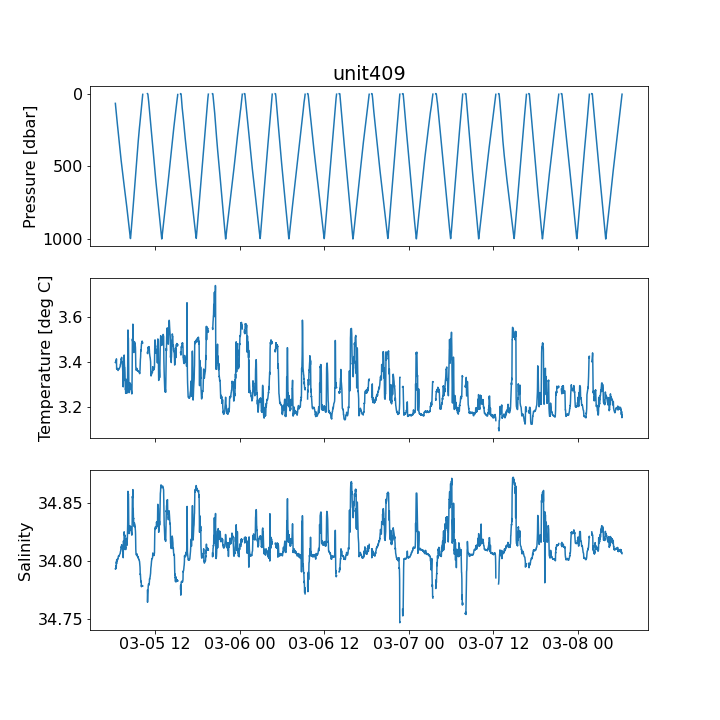 unit409
Pressure [dbar]
0
500
1000
Temperature [deg C]
3.6
3.4
3.2
Salinity
34.85
34.80
34.75
03-05 12 03-06 00 03-06 12 03-07 00 03-07 12 03-08 00